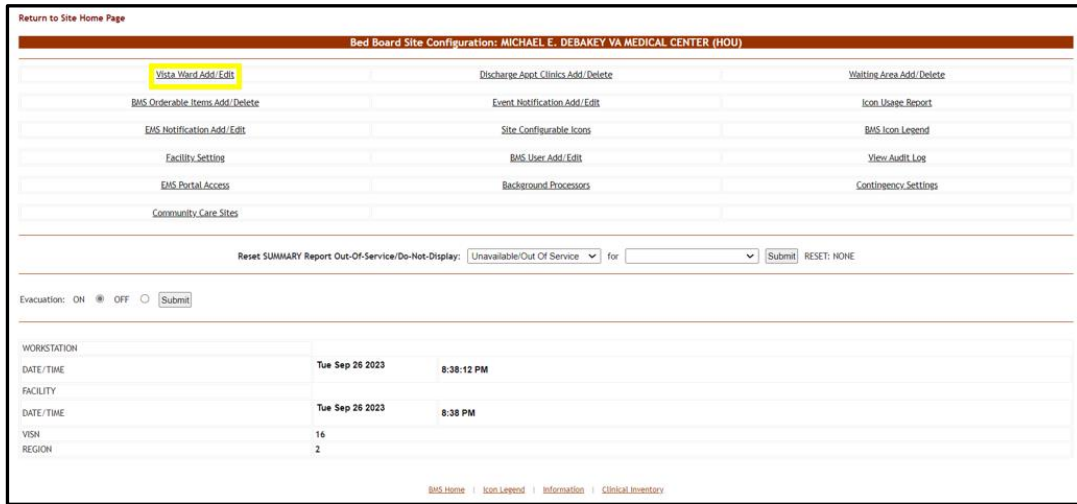 Return to Site Home Page
Bed Board Site Configuration: MICHAEL E. DEBAKEY VA MEDICAL CENTER (HOU)
Vista Ward Add/Edit Discharge Appt Clinics Add/Delete Waiting Area Add/Delete
BMS Orderable Items Add/Delete Event Notification Add/Edit Icon Usage Report
EMS Notification Add/Edit Site Configurable Icons BMS Icon Legend
Facility Setting BMS User Add/Edit View Audit Log
EMS Portal Access Background Processors Contingency Settings
Community Care Sites
Reset SUMMARY Report Out-Of-Service/Do-Not-Display: Unavailable/Out Of Service for Submit RESET: NONE
Evacuation: ON OFF Submit
WORKSTATION
DATE/TIME Tue Sep 26 2023 8:38:12 PM
FACILITY
DATE/TIME Tue Sep 26 2023 8:38 PM
VISN 16
REGION 2
BMS Home | Icon Legend | Information | Clinical Inventory